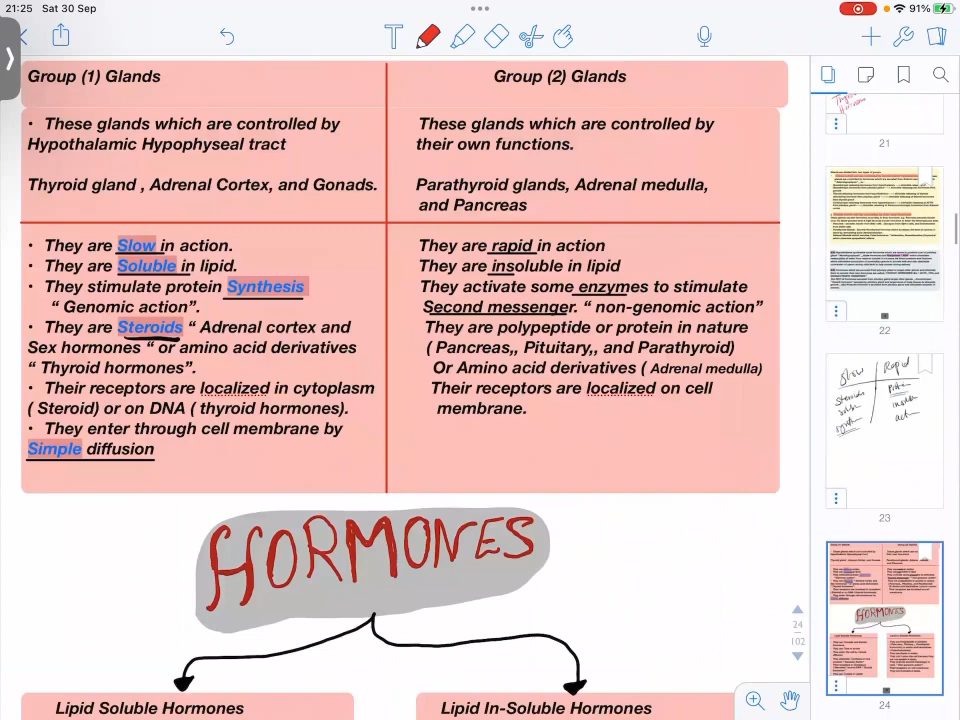 21:25 Sat 30 Sep
91%
Group (1) Glands
Group (2) Glands
· These glands which are controlled by
Hypothalamic Hypophyseal tract
Thyroid gland , Adrenal Cortex, and Gonads.
These glands which are controlled by
their own functions.
Parathyroid glands, Adrenal medulla,
and Pancreas
· They are Slow in action.
· They are Soluble in lipid.
· They stimulate protein Synthesis
“ Genomic action”.
· They are Steroids “ Adrenal cortex and
Sex hormones “ or amino acid derivatives
“ Thyroid hormones”.
· Their receptors are localized in cytoplasm
( Steroid) or on DNA ( thyroid hormones).
· They enter through cell membrane by
Simple diffusion
They are rapid in action
They are insoluble in lipid
They activate some enzymes to stimulate
Second messenger. “ non-genomic action”
They are polypeptide or protein in nature
( Pancreas,, Pituitary,, and Parathyroid)
Or Amino acid derivatives ( Adrenal medulla)
Their receptors are localized on cell
membrane.
HORMONES
Lipid Soluble Hormones
Lipid In-Soluble Hormones
24
102
21
22
Slow
Rapid
Steroids
23
HORMONES
24